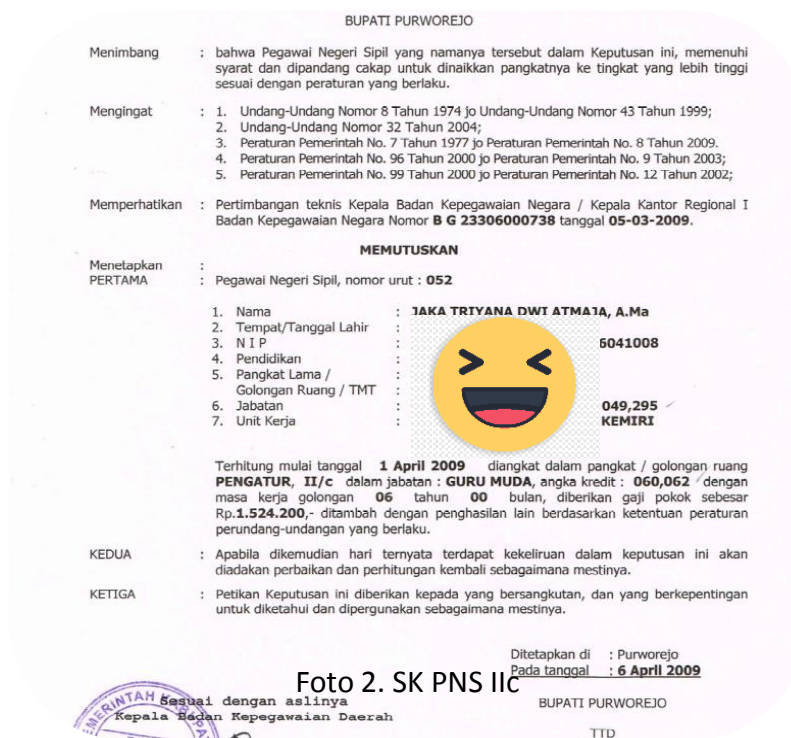 BUPATI PURWOREJO
Menimbang : bahwa Pegawai Negeri Sipil yang namanya tersebut dalam Keputusan ini, memenuhi
syarat dan dipandang cakap untuk dinaikkan pangkatnya ke tingkat yang lebih tinggi
sesuai dengan peraturan yang berlaku.
Mengingat : 1. Undang-Undang Nomor 8 Tahun 1974 jo Undang-Undang Nomor 43 Tahun 1999;
2. Undang-Undang Nomor 32 Tahun 2004;
3. Peraturan Pemerintah No. 7 Tahun 1977 jo Peraturan Pemerintah No. 8 Tahun 2009.
4. Peraturan Pemerintah No. 96 Tahun 2000 jo Peraturan Pemerintah No. 9 Tahun 2003;
5. Peraturan Pemerintah No. 99 Tahun 2000 jo Peraturan Pemerintah No. 12 Tahun 2002;
Memperhatikan : Pertimbangan teknis Kepala Badan Kepegawaian Negara / Kepala Kantor Regional I
Badan Kepegawaian Negara Nomor B G 23306000738 tanggal 05-03-2009.
MEMUTUSKAN
Menetapkan :
PERTAMA : Pegawai Negeri Sipil, nomor urut : 052
1. Nama : JAKA TRIYANA DWI ATMAJA, A.Ma
2. Tempat/Tanggal Lahir :
3. N I P : 6041008
4. Pendidikan :
5. Pangkat Lama / :
Golongan Ruang / TMT :
6. Jabatan : 049,295
7. Unit Kerja : KEMIRI
Terhitung mulai tanggal 1 April 2009 diangkat dalam pangkat / golongan ruang
PENGATUR, II/c dalam jabatan : GURU MUDA, angka kredit : 060,062 dengan
masa kerja golongan 06 tahun 00 bulan, diberikan gaji pokok sebesar
Rp.1.524.200,- ditambah dengan penghasilan lain berdasarkan ketentuan peraturan
perundang-undangan yang berlaku.
KEDUA : Apabila dikemudian hari ternyata terdapat kekeliruan dalam keputusan ini akan
diadakan perbaikan dan perhitungan kembali sebagaimana mestinya.
KETIGA : Petikan Keputusan ini diberikan kepada yang bersangkutan, dan yang berkepentingan
untuk diketahui dan dipergunakan sebagaimana mestinya.
Ditetapkan di : Purworejo
Pada tanggal : 6 April 2009
Foto 2. SK PNS IIc
Sesuai dengan aslinya
Kepala Badan Kepegawaian Daerah
BUPATI PURWOREJO
TTD